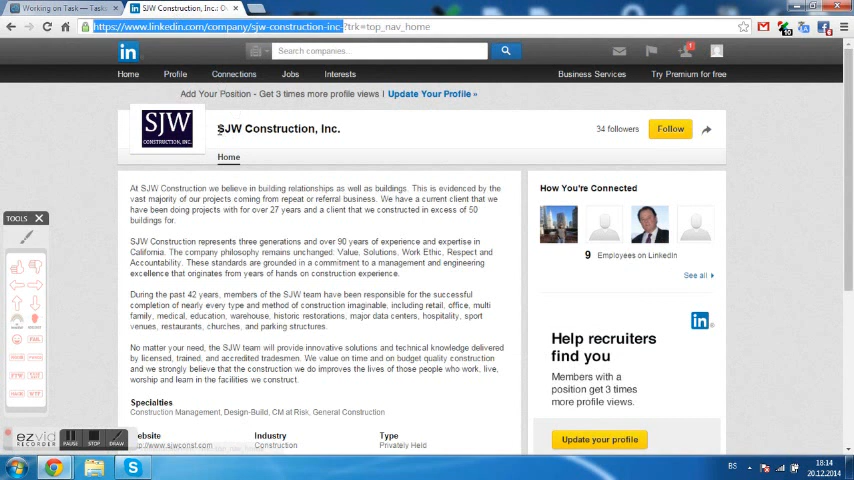 Working on Task — Task
SJW Construction, Inc.: O
https://www.linkedin.com/company/sjw-construction-inc-?trk=top_nav_home
in
Search companies...
1
10
Home Profile Connections Jobs Interests Business Services Try Premium for free
Add Your Position - Get 3 times more profile views | Update Your Profile »
SJW
CONSTRUCTION, INC.
SJW Construction, Inc.
34 followers
Follow
Home
At SJW Construction we believe in building relationships as well as buildings. This is evidenced by the
vast majority of our projects coming from repeat or referral business. We have a current client that we
have been doing projects with for over 27 years and a client that we constructed in excess of 50
buildings for.
SJW Construction represents three generations and over 90 years of experience and expertise in
California. The company philosophy remains unchanged: Value, Solutions, Work Ethic, Respect and
Accountability. These standards are grounded in a commitment to a management and engineering
excellence that originates from years of hands on construction experience.
During the past 42 years, members of the SJW team have been responsible for the successful
completion of nearly every type and method of construction imaginable, including retail, office, multi
family, medical, education, warehouse, historic restorations, major data centers, hospitality, sport
venues, restaurants, churches, and parking structures.
No matter your need, the SJW team will provide innovative solutions and technical knowledge delivered
by licensed, trained, and accredited tradesmen. We value on time and on budget quality construction
and we strongly believe that the construction we do improves the lives of those people who work, live,
worship and learn in the facilities we construct.
Specialties
Construction Management, Design-Build, CM at Risk, General Construction
Website Industry Type
http://www.sjwconst.com Construction Privately Held
How You're Connected
9 Employees on LinkedIn
See all
in
Help recruiters
find you
Members with a
profile get 3 times
more profile views.
Update your profile
TOOLS
FAIL
ezvid
RECORDER
PAUSE STOP DRAW
BS
18:14
20.12.2014